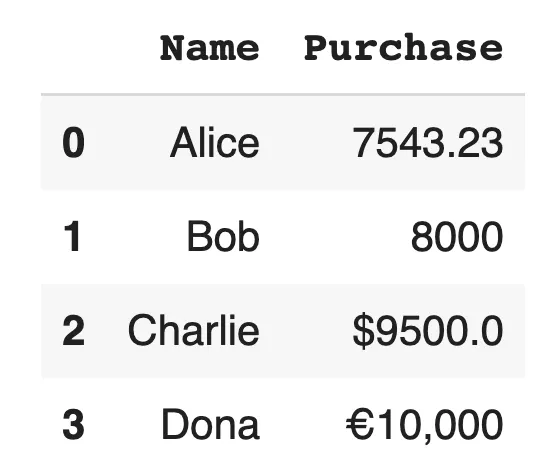 Name Purchase
0 Alice 7543.23
1 Bob 8000
2 Charlie $9500.0
3 Dona €10,000